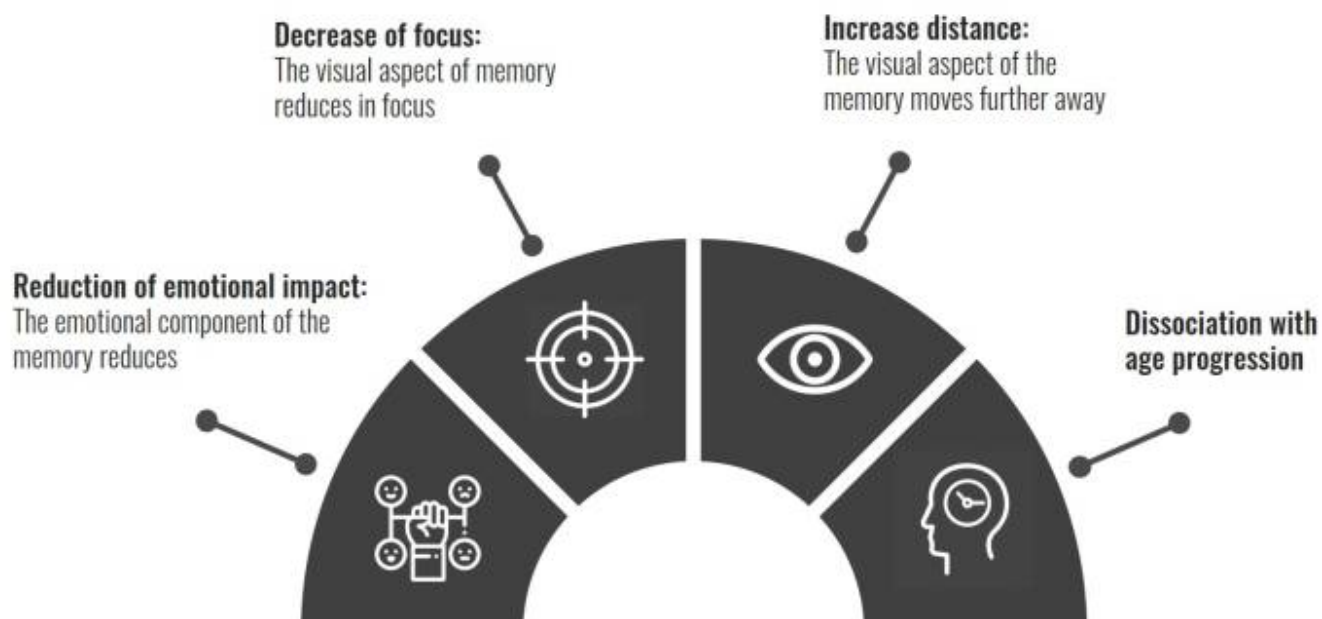 Decrease of focus:
The visual aspect of memory
reduces in focus
Increase distance:
The visual aspect of the
memory moves further away
Reduction of emotional impact:
The emotional component of the
memory reduces
Dissociation with
age progression